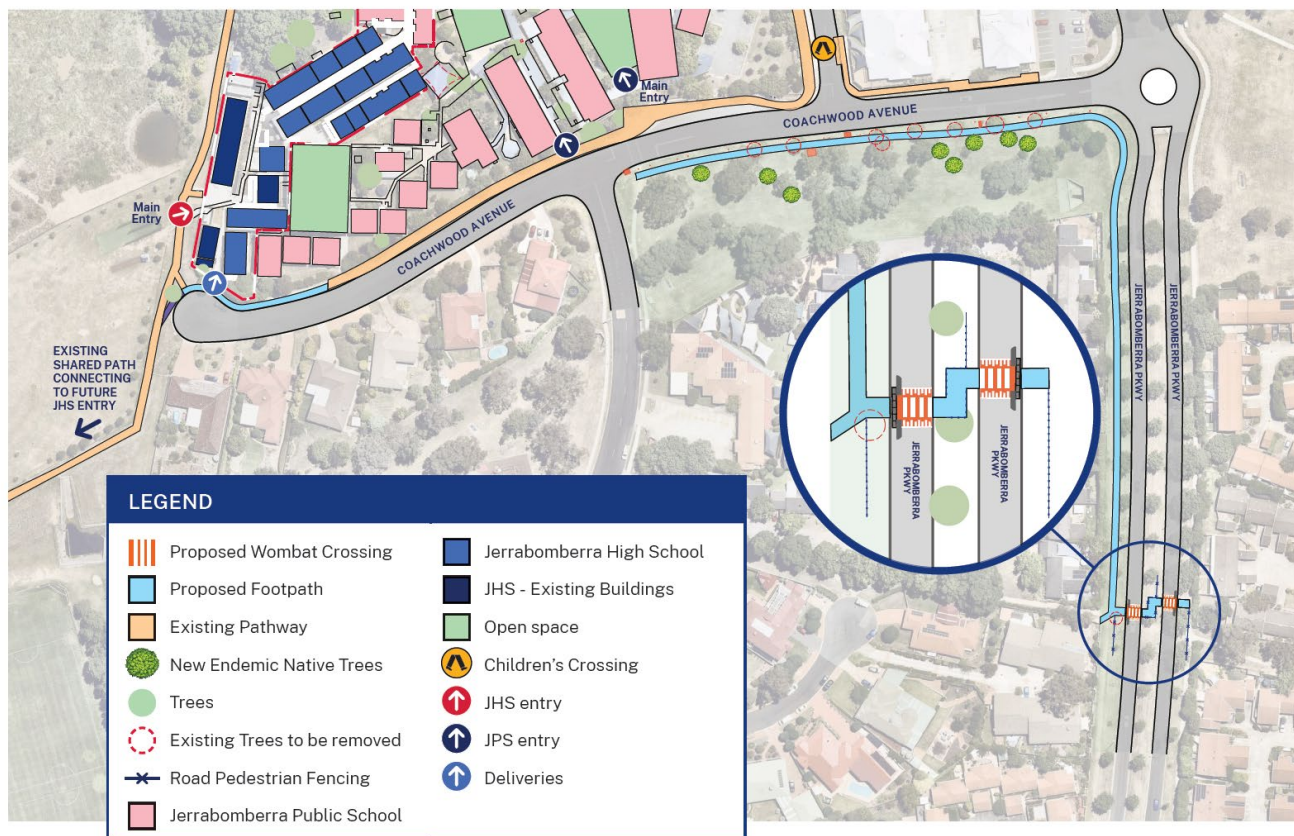 Main
Entry
COACHWOOD AVENUE
Main
Entry
COACHWOOD AVENUE
JERRABOMBERRA PKWY
JERRABOMBERRA PKWY
EXISTING
SHARED PATH
CONNECTING
TO FUTURE
JHS ENTRY
JERRABOMBERRA
PKWY
JERRABOMBERRA
PKWY
LEGEND
Proposed Wombat Crossing
Proposed Footpath
Existing Pathway
New Endemic Native Trees
Trees
Existing Trees to be removed
Road Pedestrian Fencing
Jerrabomberra Public School
Jerrabomberra High School
JHS - Existing Buildings
Open space
Children's Crossing
JHS entry
JPS entry
Deliveries